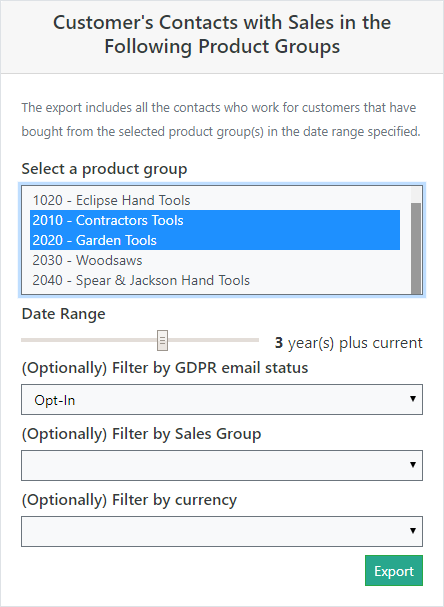 Customer's Contacts with Sales in the
Following Product Groups
The export includes all the contacts who work for customers that have
bought from the selected product group(s) in the date range specified.
Select a product group
1020 - Eclipse Hand Tools
2010 - Contractors Tools
2020 - Garden Tools
2030 - Woodsaws
2040 - Spear & Jackson Hand Tools
Date Range
3 year(s) plus current
(Optionally) Filter by GDPR email status
Opt-In
(Optionally) Filter by Sales Group
(Optionally) Filter by currency
Export